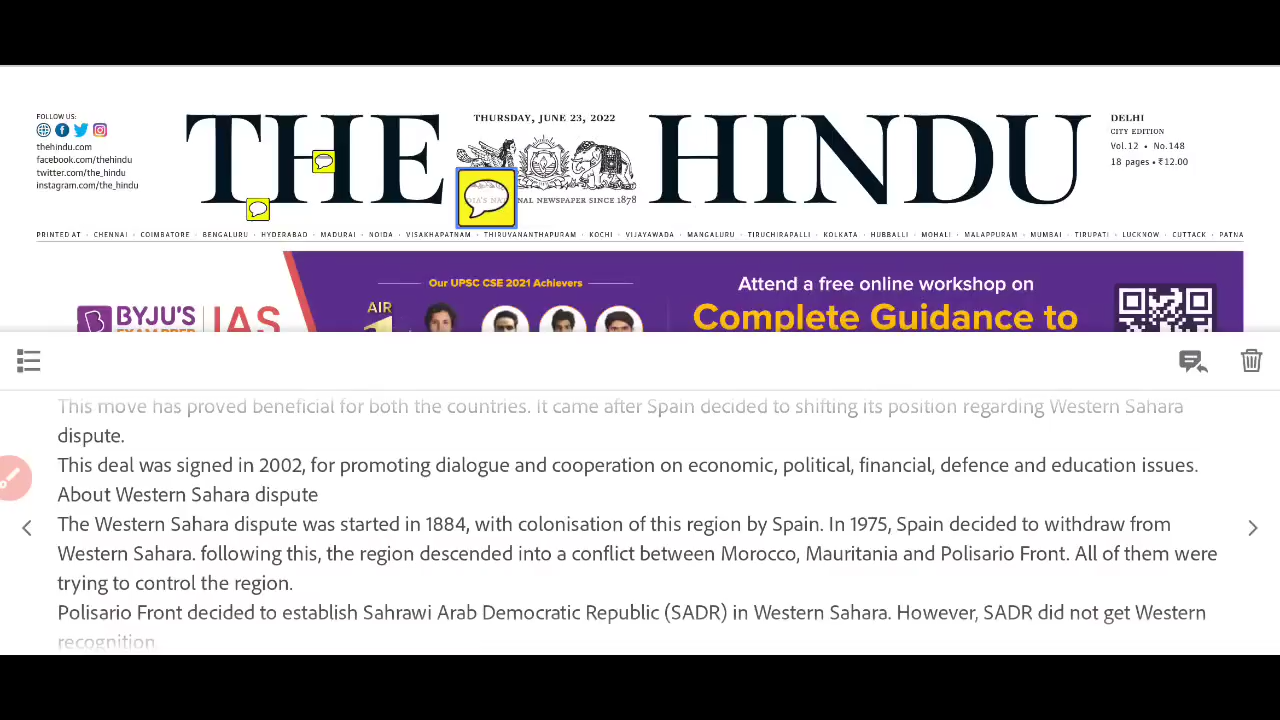 FOLLOW US:
thehindu.com
facebook.com/thehindu
twitter.com/the_hindu
instagram.com/the_hindu
THE HINDU
THURSDAY, JUNE 23, 2022
NAL NEWSPAPER SINCE 1878
DELHI
CITY EDITION
Vol.12 • No.148
18 pages • ₹12.00
PRINTED AT · CHENNAI · COIMBATORE · BENGALURU · HYDERABAD · MADURAI · NOIDA · VISAKHAPATNAM · THIRUVANANTHAPURAM · KOCHI · VIJAYAWADA · MANGALURU · TIRUCHIRAPALLI · KOLKATA · HUBBALLI · MOHALI · MALAPPURAM · MUMBAI · TIRUPATI · LUCKNOW · CUTTACK · PATNA
BYJU'S
EXAM PREP
IAS
Our UPSC CSE 2021 Achievers
AIR
1
Attend a free online workshop on
Complete Guidance to
This move has proved beneficial for both the countries. It came after Spain decided to shifting its position regarding Western Sahara
dispute.
This deal was signed in 2002, for promoting dialogue and cooperation on economic, political, financial, defence and education issues.
About Western Sahara dispute
The Western Sahara dispute was started in 1884, with colonisation of this region by Spain. In 1975, Spain decided to withdraw from
Western Sahara. following this, the region descended into a conflict between Morocco, Mauritania and Polisario Front. All of them were
trying to control the region.
Polisario Front decided to establish Sahrawi Arab Democratic Republic (SADR) in Western Sahara. However, SADR did not get Western
recognition